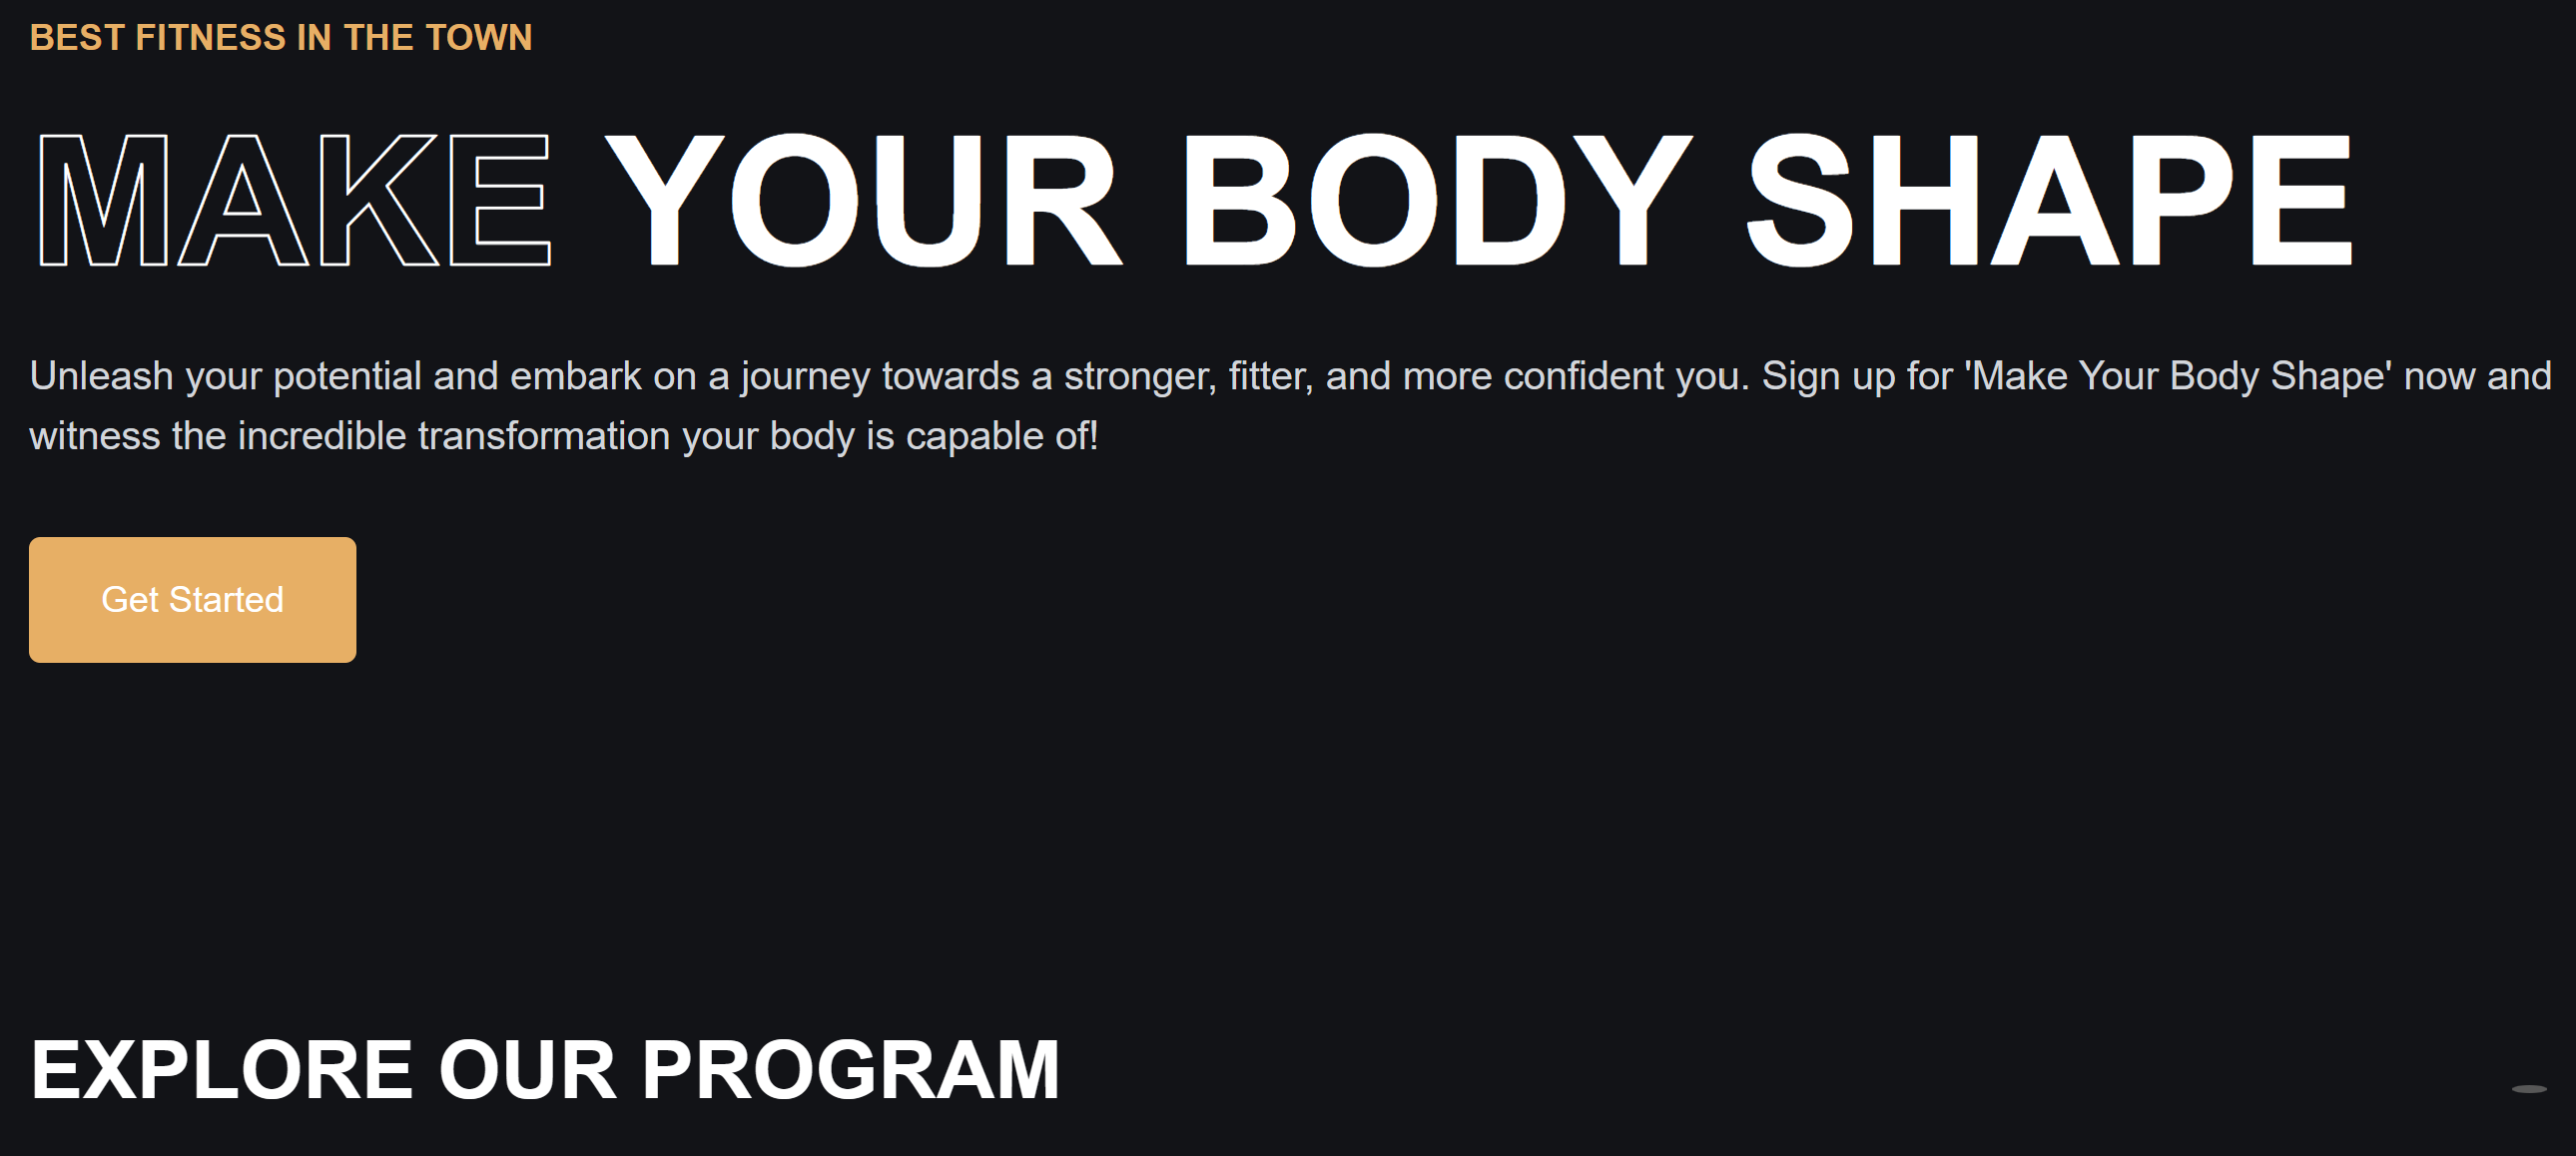 BEST FITNESS IN THE TOWN
MAKE YOUR BODY SHAPE
Unleash your potential and embark on a journey towards a stronger, fitter, and more confident you. Sign up for 'Make Your Body Shape' now and
witness the incredible transformation your body is capable of!
Get Started
EXPLORE OUR PROGRAM